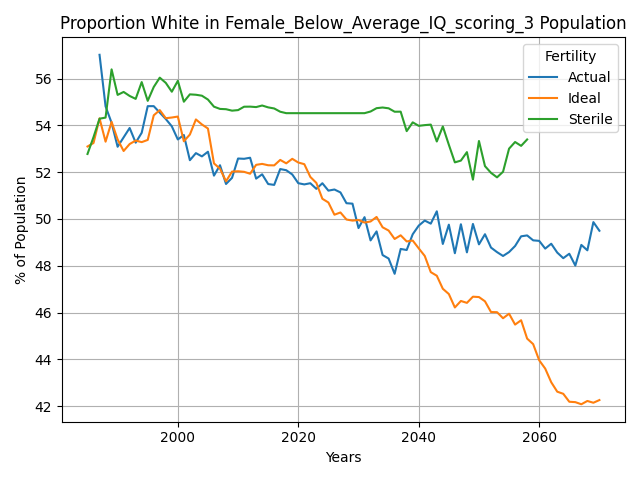 Proportion White in Female_Below_Average_IQ_scoring_3 Population
Fertility
Actual
Ideal
Sterile
% of Population
56
54
52
50
48
46
44
42
2000
2020
2040
2060
Years